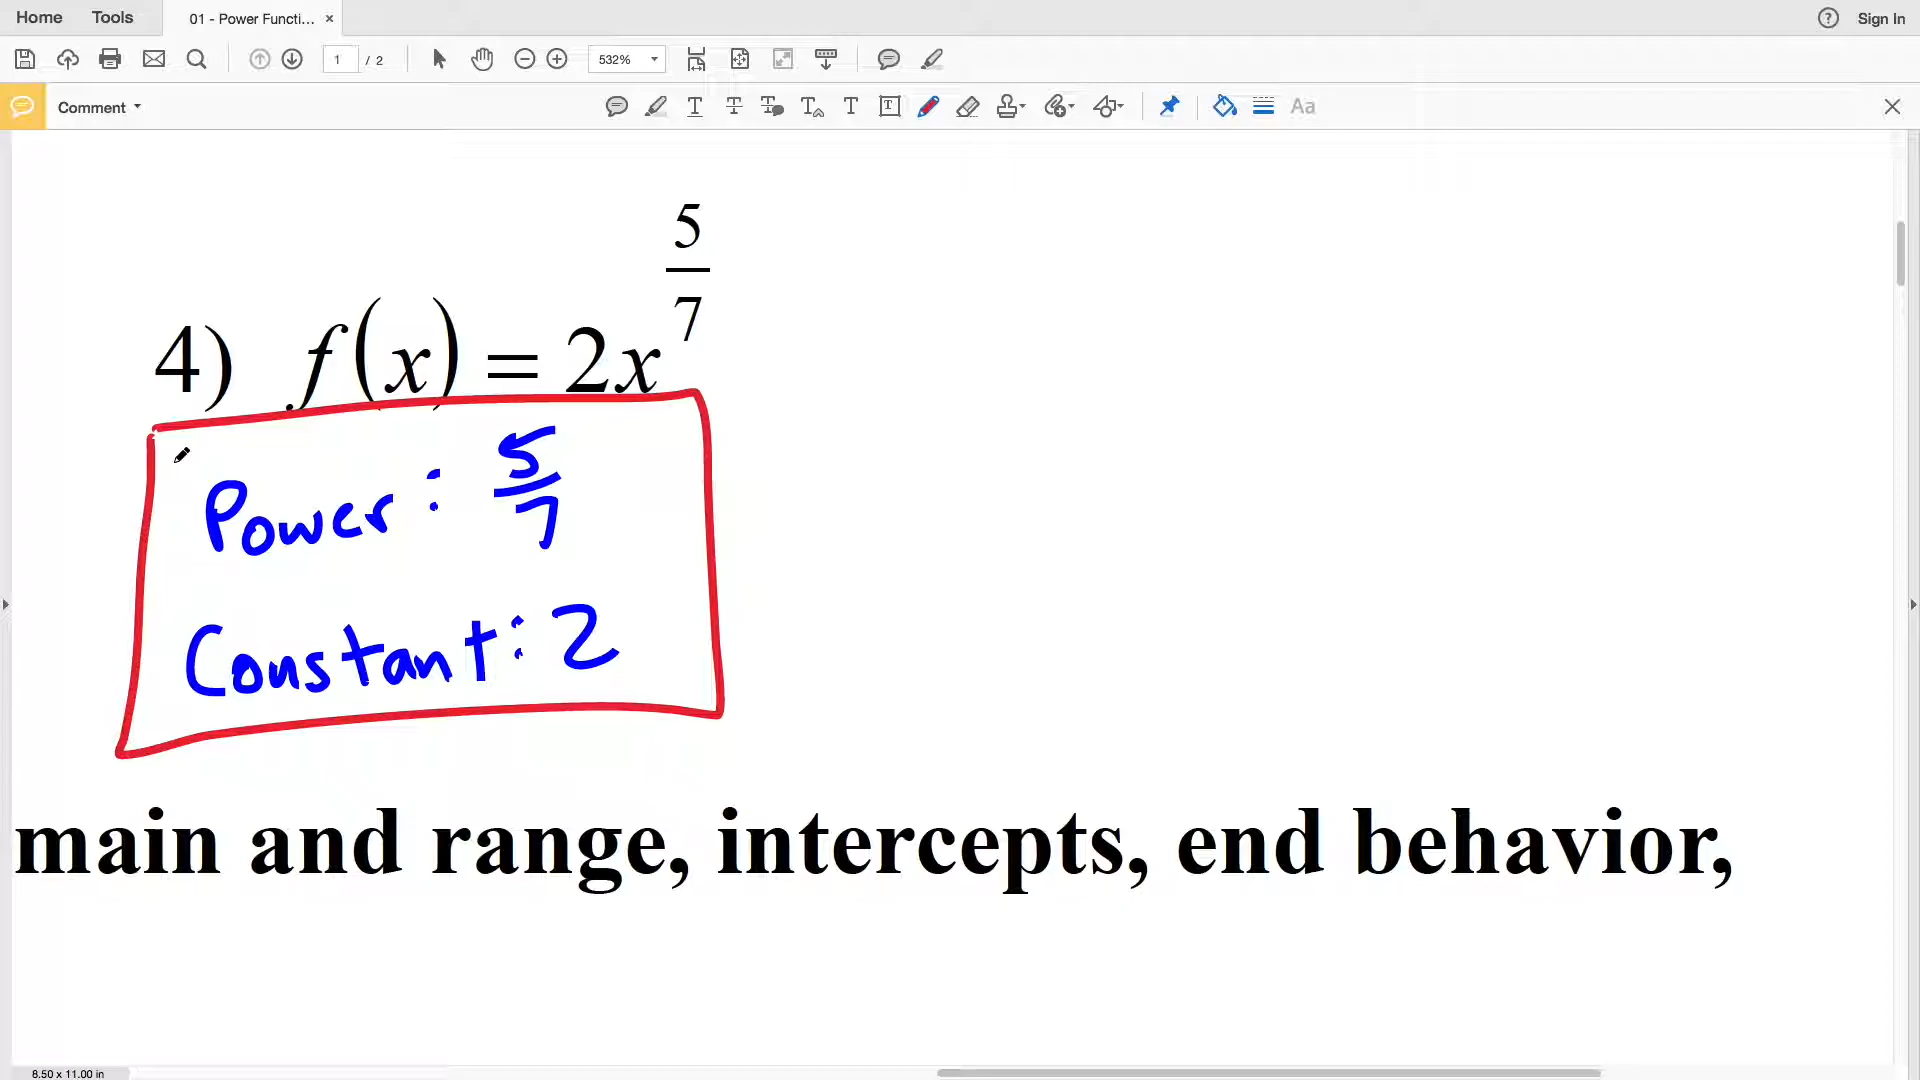 Home Tools 01 - Power Functi... × ? Sign In
1 / 2 532%
Comment T T T T T T Aa
4) f(x) = 2x^(5/7)
Power: 5/7
Constant: 2
main and range, intercepts, end behavior,
8.50 x 11.00 in